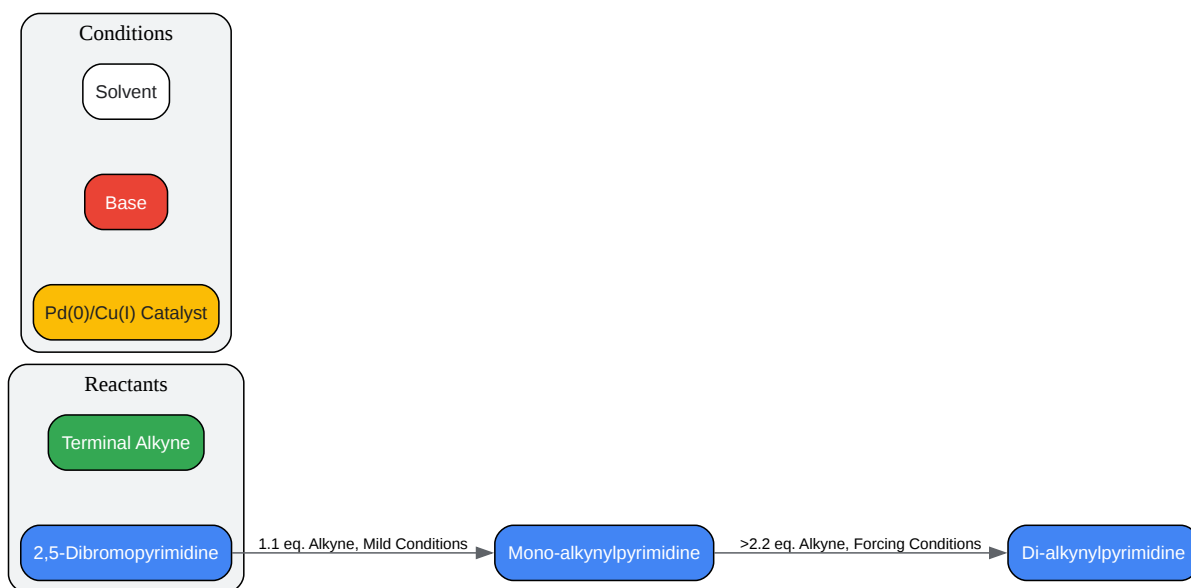 Conditions
Solvent
Base
Pd(0)/Cu(I) Catalyst
Reactants
Terminal Alkyne
2,5-Dibromopyrimidine
1.1 eq. Alkyne, Mild Conditions
Mono-alkynylpyrimidine
>2.2 eq. Alkyne, Forcing Conditions
Di-alkynylpyrimidine